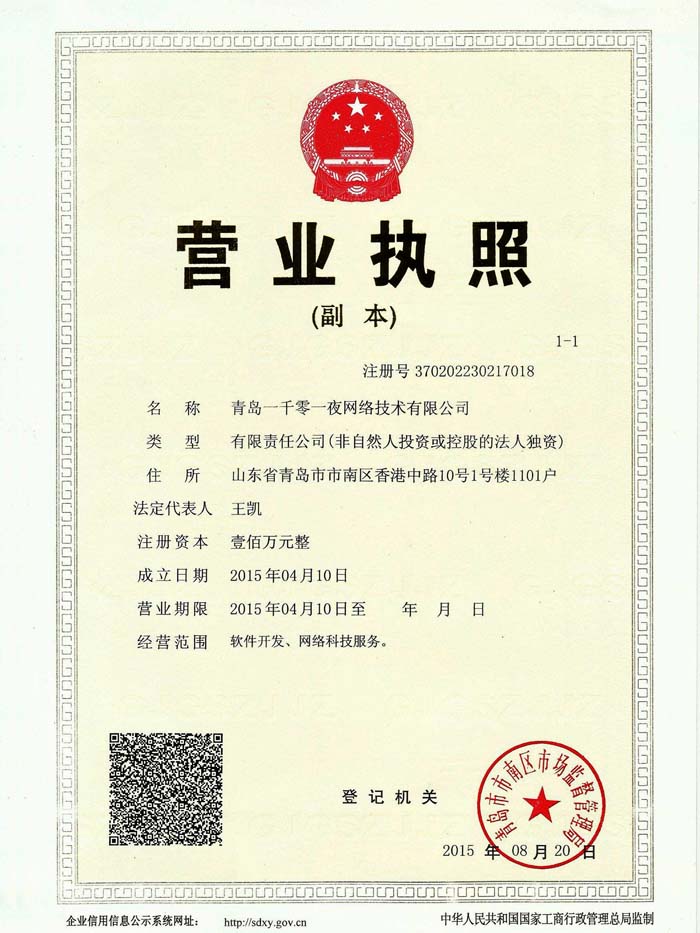 营业执照
(副 本)
1-1
注册号 370202230217018
名 称 青岛一千零一夜网络技术有限公司
类 型 有限责任公司(非自然人投资或控股的法人独资)
住 所 山东省青岛市市南区香港中路10号1号楼1101户
法定代表人 王凯
注册资本 壹佰万元整
成立日期 2015年04月10日
营业期限 2015年04月10日至 年 月 日
经营范围 软件开发、网络科技服务。
登记机关
青岛市市南区市场监督管理局
2015 年 08 月 20 日
企业信用信息公示系统网址: http://sdxy.gov.cn
中华人民共和国国家工商行政管理总局监制